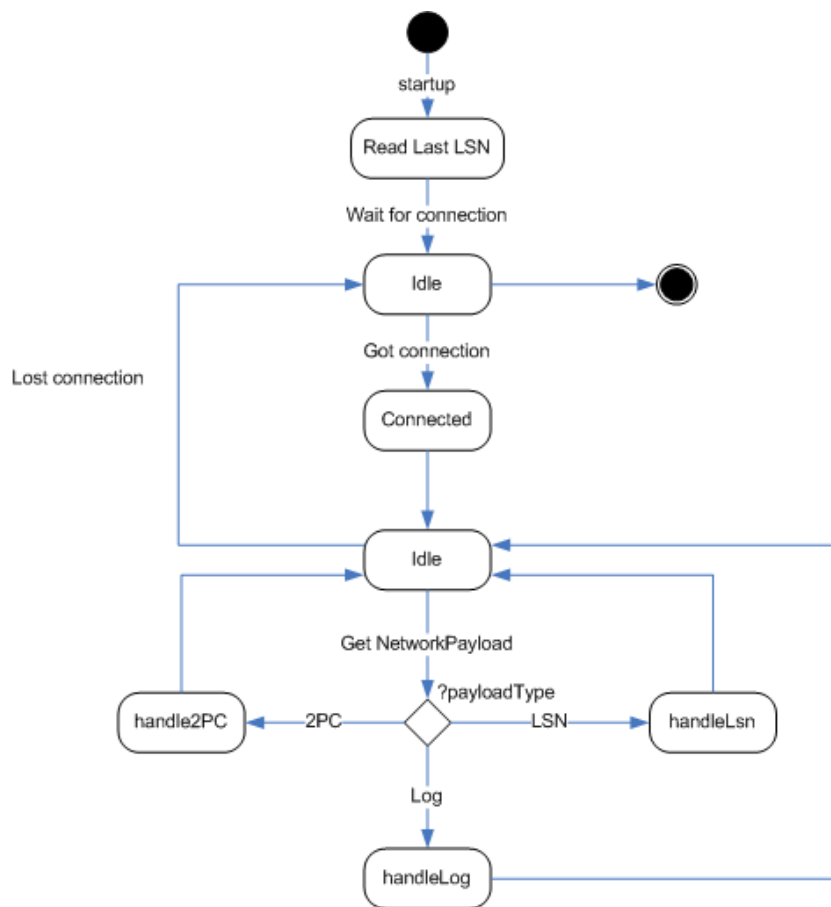 startup
Read Last LSN
Wait for connection
Idle
Got connection
Lost connection
Connected
Idle
Get NetworkPayload
?payloadType
handle2PC
2PC
LSN
handleLsn
Log
handleLog